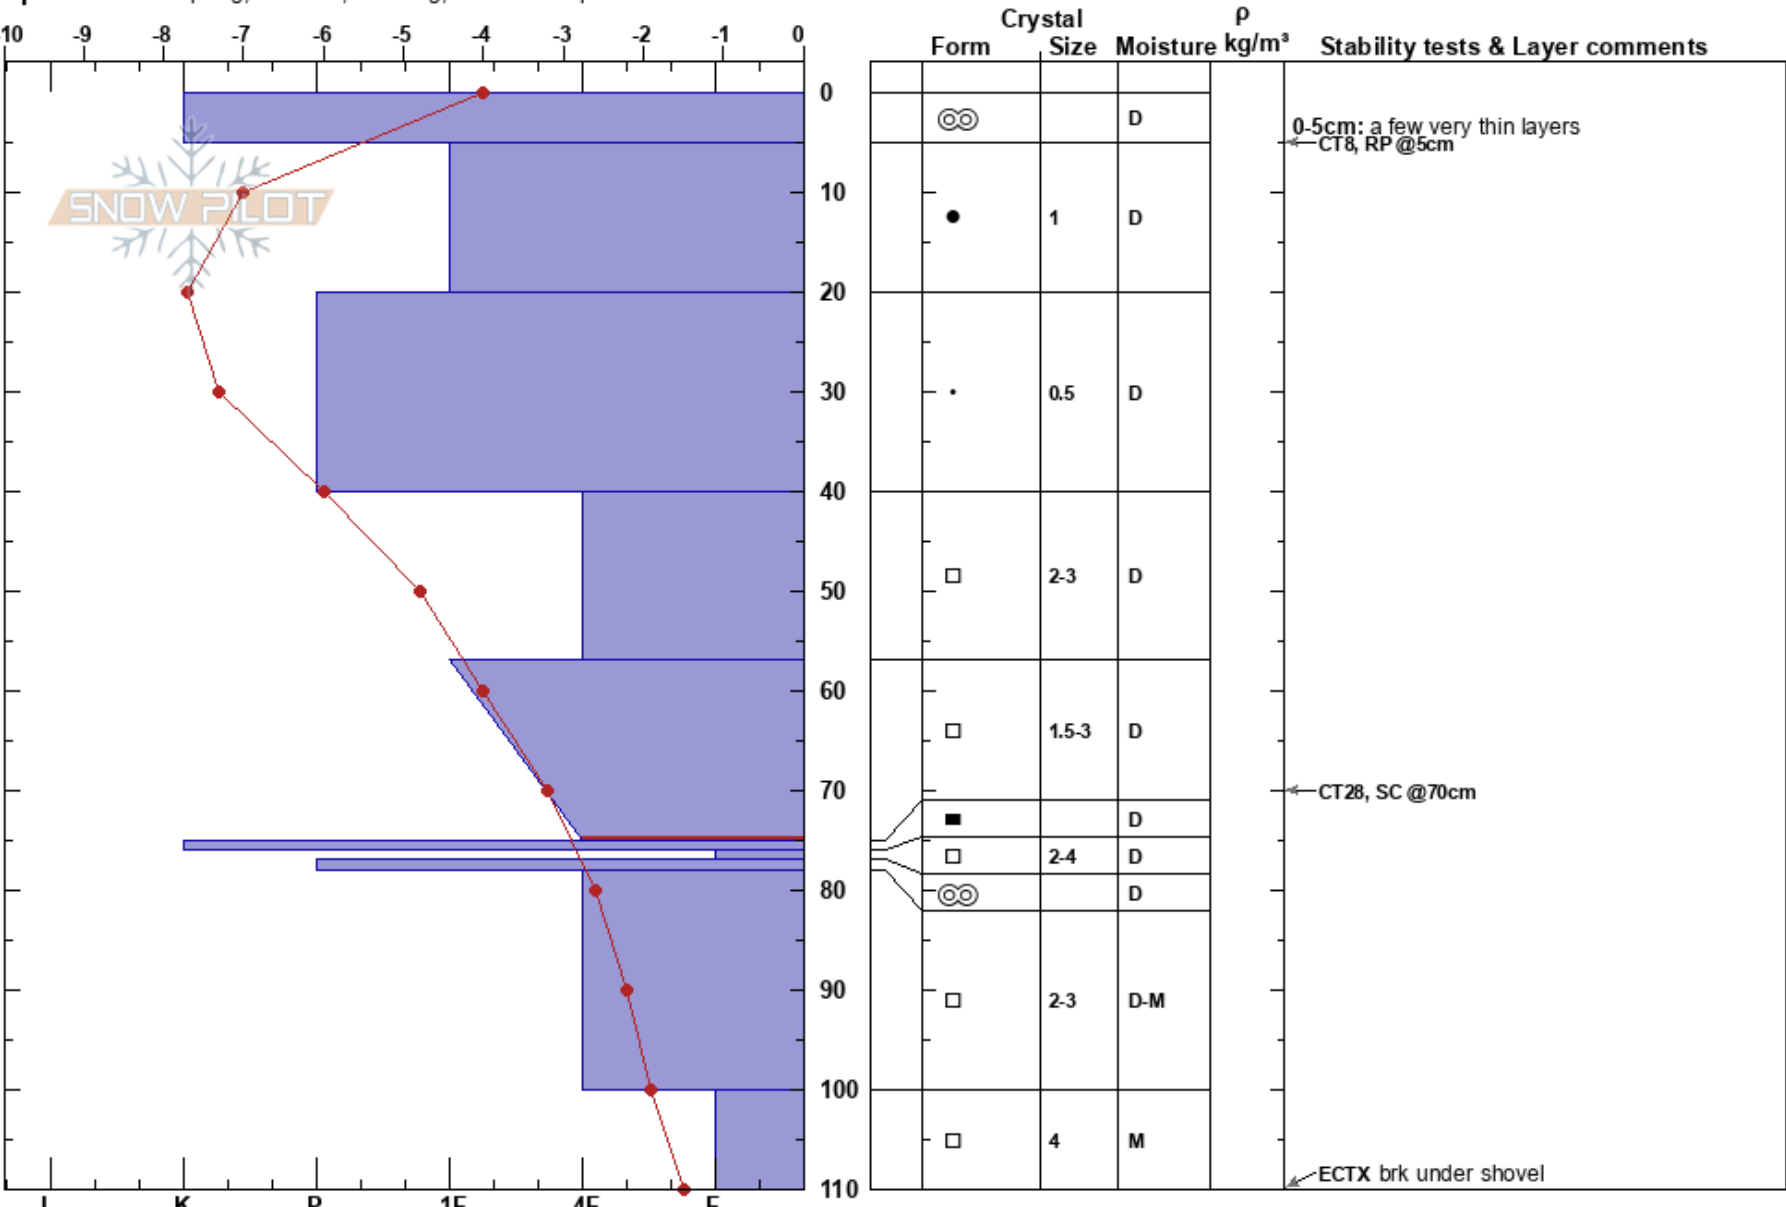 Crystal ρ
Form Size Moisture kg/m³ Stability tests & Layer comments
-10 -9 -8 -7 -6 -5 -4 -3 -2 -1 0
0
D
0-5cm: a few very thin layers
CT8, RP @5cm
10
SNOW PILOT
1 D
20
30
0.5 D
40
2-3 D
50
60
1.5-3 D
70
CT28, SC @70cm
D
2-4 D
80
D
90
2-3 D-M
100
4 M
ECTX brk under shovel
110
I K P 1F 4F F